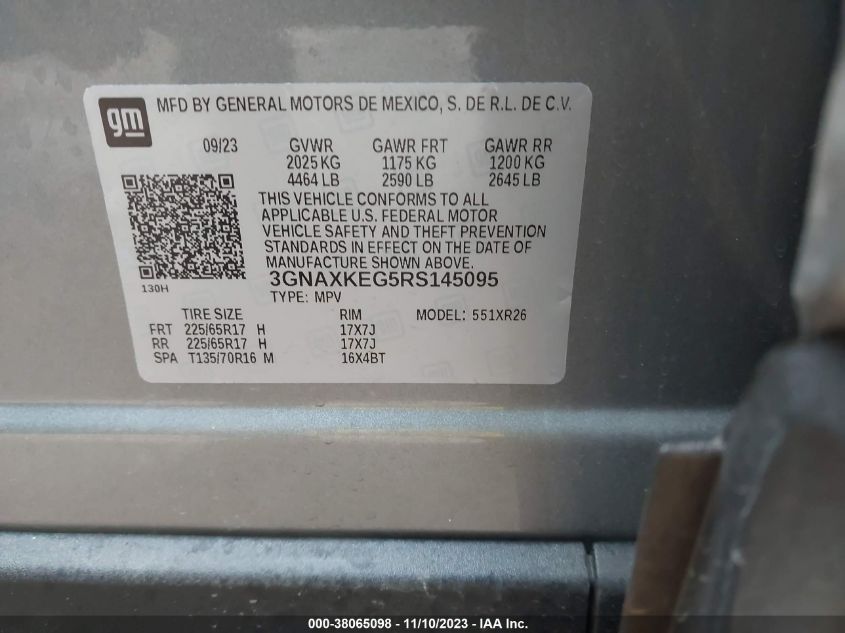 gm
MFD BY GENERAL MOTORS DE MEXICO, S. DE R.L. DE C.V.
09/23 GVWR GAWR FRT GAWR RR
2025 KG 1175 KG 1200 KG
4464 LB 2590 LB 2645 LB
THIS VEHICLE CONFORMS TO ALL
APPLICABLE U.S. FEDERAL MOTOR
VEHICLE SAFETY AND THEFT PREVENTION
STANDARDS IN EFFECT ON THE DATE OF
MANUFACTURE SHOWN ABOVE.
130H
3GNAXKEG5RS145095
TYPE: MPV
TIRE SIZE RIM MODEL: 551XR26
FRT 225/65R17 H 17X7J
RR 225/65R17 H 17X7J
SPA T135/70R16 M 16X4BT
000-38065098 - 11/10/2023 - IAA Inc.